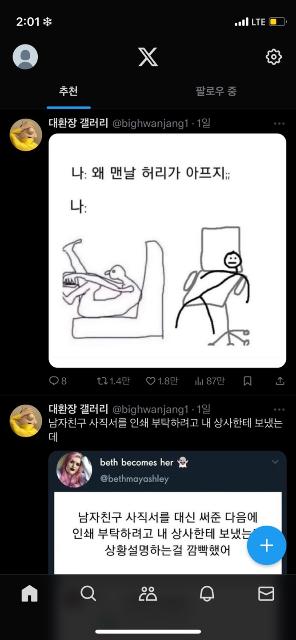 2:01
LTE
추천
팔로우 중
대환장 갤러리 @bighwanjang1 · 1일
나: 왜 맨날 허리가 아프지;;
나:
8 1.4만 1.8만 87만
대환장 갤러리 @bighwanjang1 · 1일
남자친구 사직서를 인쇄 부탁하려고 내 상사한테 보냈는
데
beth becomes her
@bethmayashley
남자친구 사직서를 대신 써준 다음에
인쇄 부탁하려고 내 상사한테 보냈는
상황설명하는걸 깜빡했어